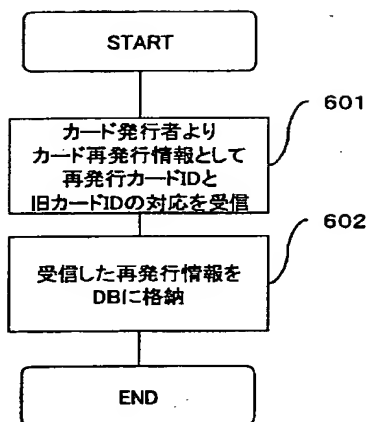 START
601
カード発行者より
カード再発行情報として
再発行カードIDと
旧カードIDの対応を受信
602
受信した再発行情報を
DBに格納
END